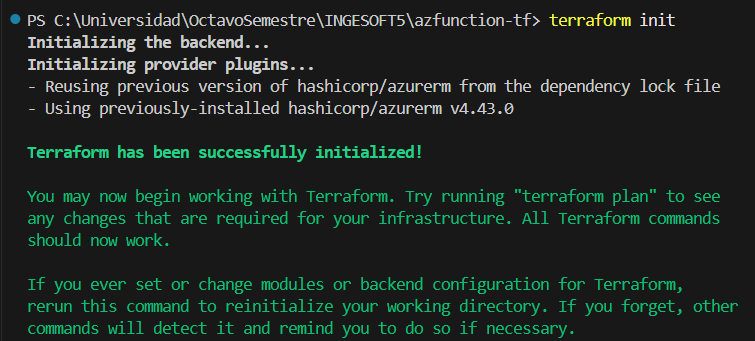 PS C:\Universidad\OctavoSemestre\INGESOFT5\azfunction-tf> terraform init
Initializing the backend...
Initializing provider plugins...
- Reusing previous version of hashicorp/azurerm from the dependency lock file
- Using previously-installed hashicorp/azurerm v4.43.0
Terraform has been successfully initialized!
You may now begin working with Terraform. Try running "terraform plan" to see
any changes that are required for your infrastructure. All Terraform commands
should now work.
If you ever set or change modules or backend configuration for Terraform,
rerun this command to reinitialize your working directory. If you forget, other
commands will detect it and remind you to do so if necessary.